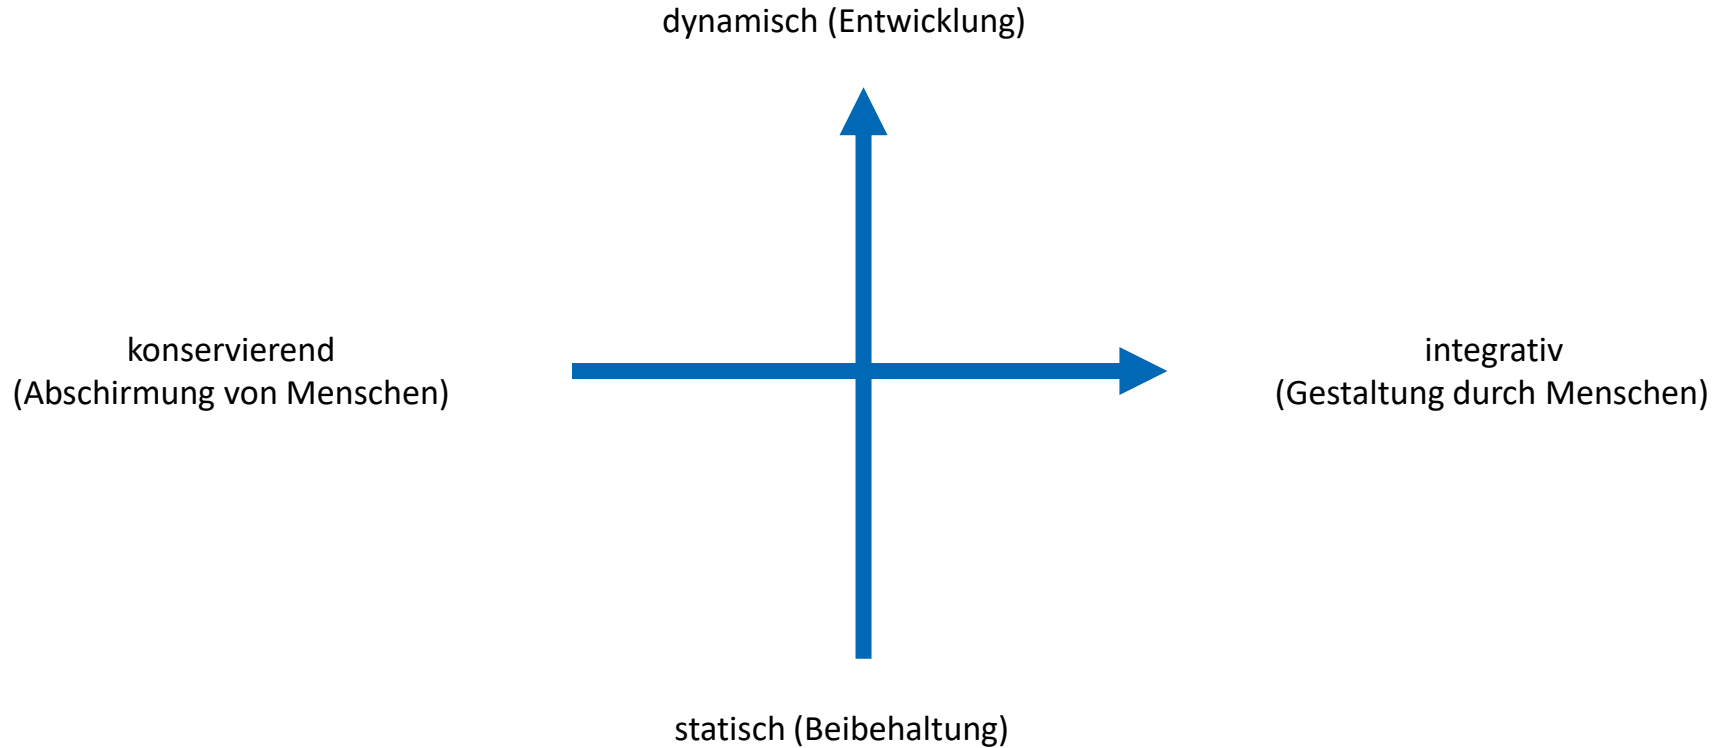 dynamisch (Entwicklung)
konservierend
(Abschirmung von Menschen)
integrativ
(Gestaltung durch Menschen)
statisch (Beibehaltung)